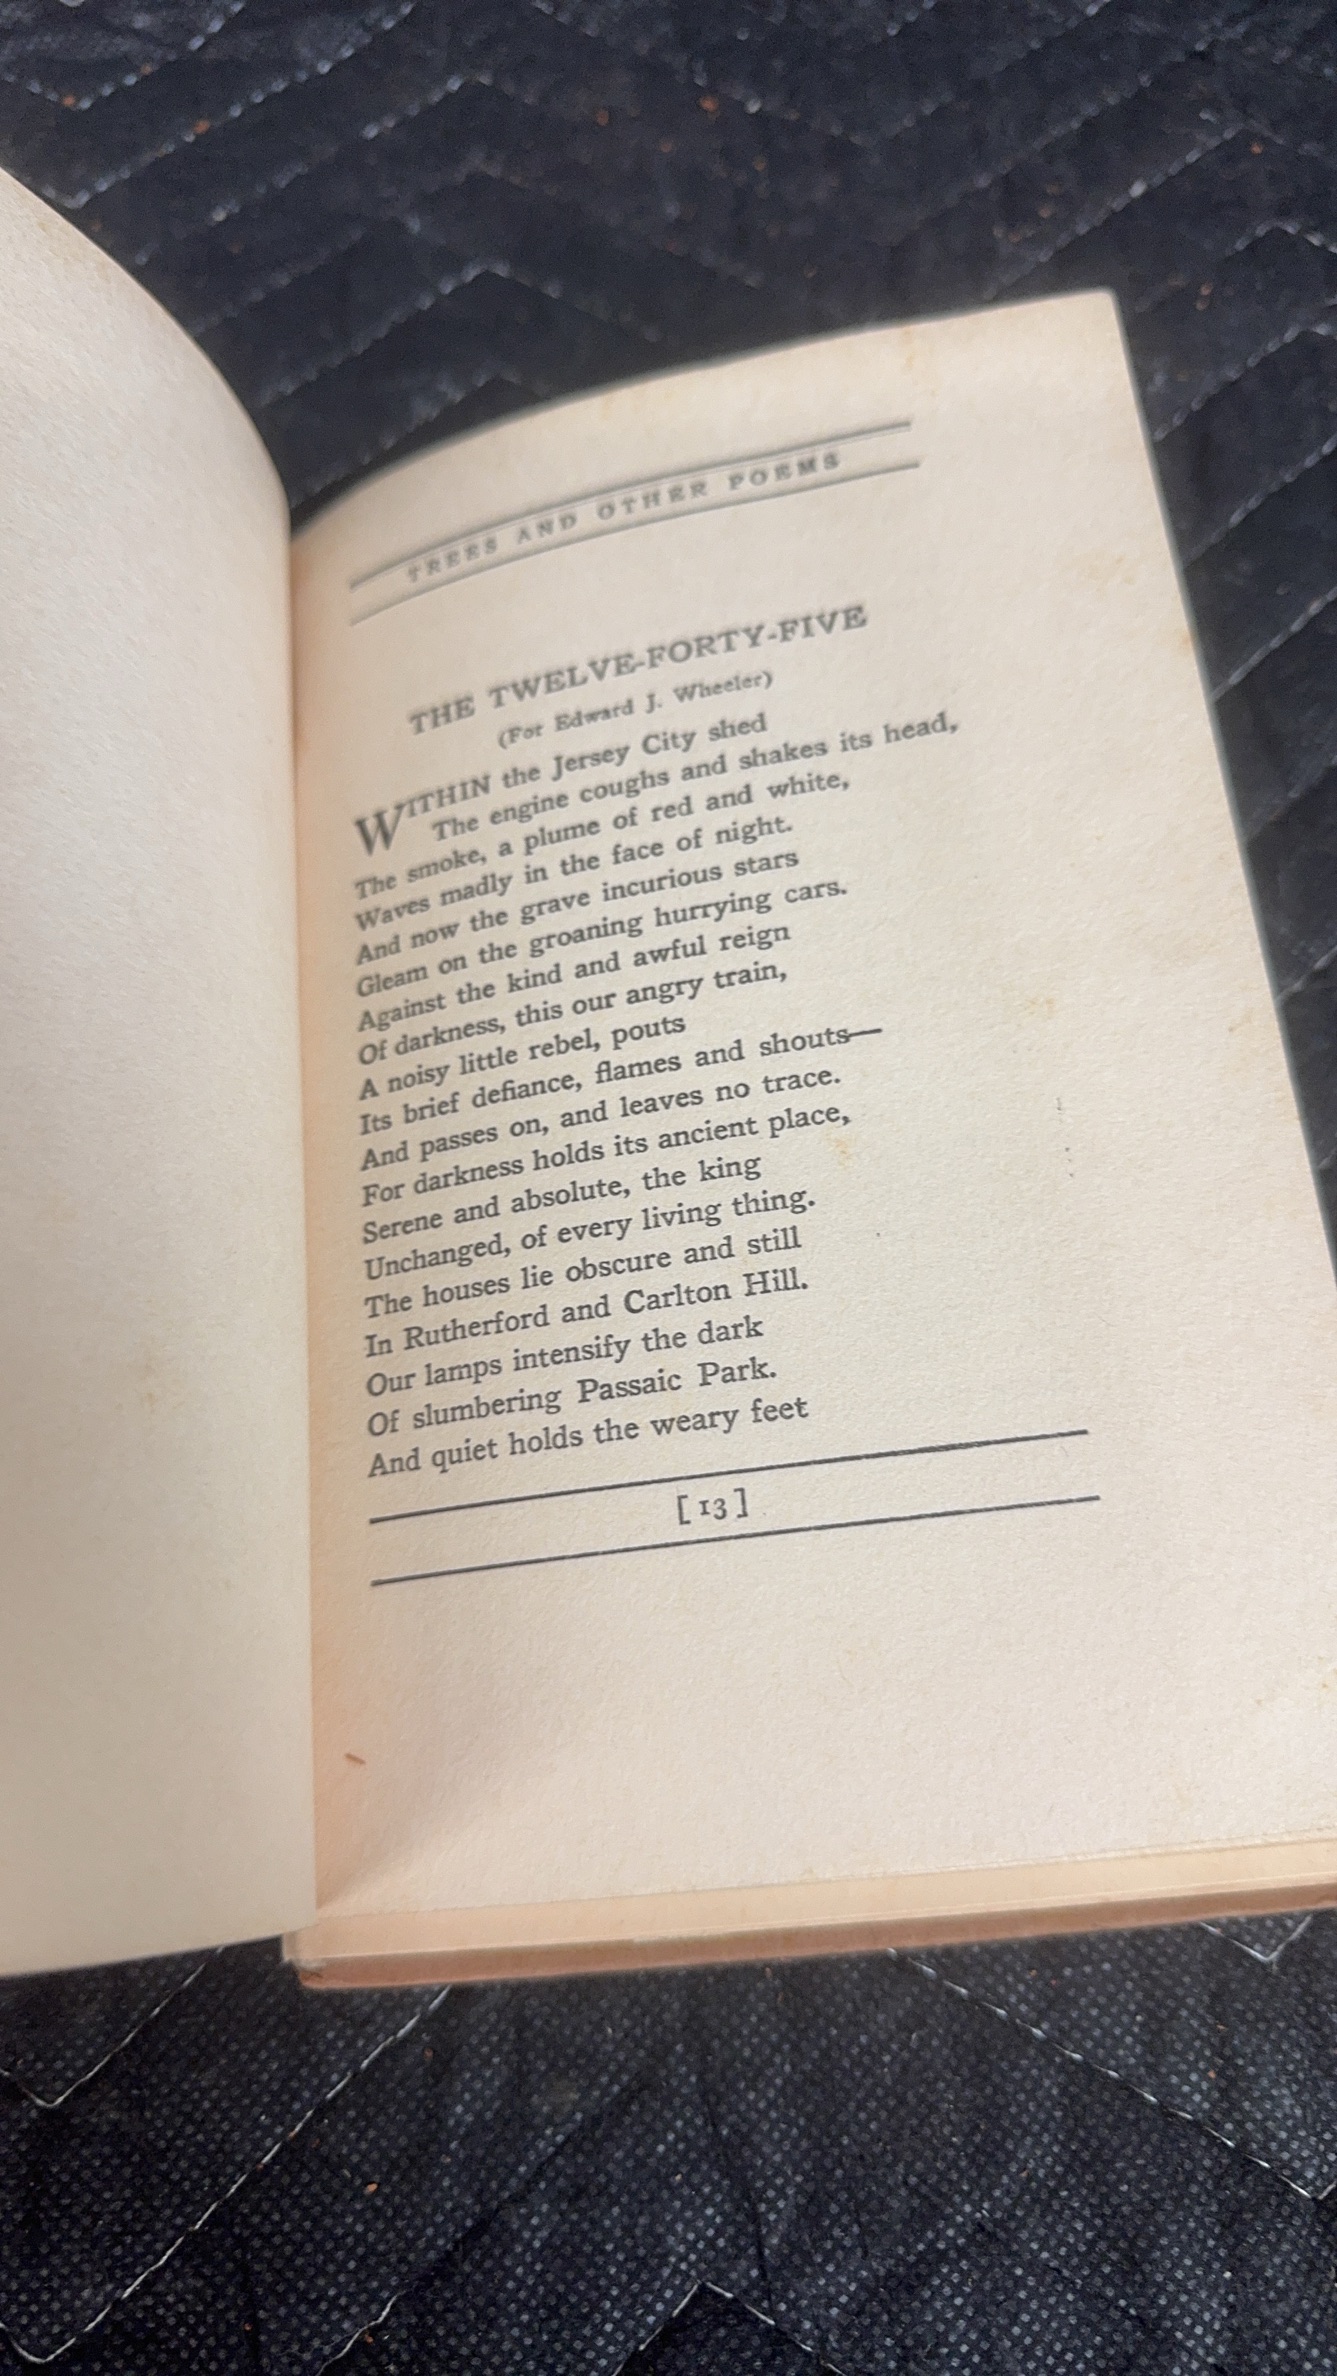 TREES AND OTHER POEMS
THE TWELVE-FORTY-FIVE
(For Edward J. Wheeler)
WITHIN the Jersey City shed
The engine coughs and shakes its head,
The smoke, a plume of red and white,
Waves madly in the face of night.
And now the grave incurious stars
Gleam on the groaning hurrying cars.
Against the kind and awful reign
Of darkness, this our angry train,
A noisy little rebel, pouts
Its brief defiance, flames and shouts—
And passes on, and leaves no trace.
For darkness holds its ancient place,
Serene and absolute, the king
Unchanged, of every living thing.
The houses lie obscure and still
In Rutherford and Carlton Hill.
Our lamps intensify the dark
Of slumbering Passaic Park.
And quiet holds the weary feet
[13]